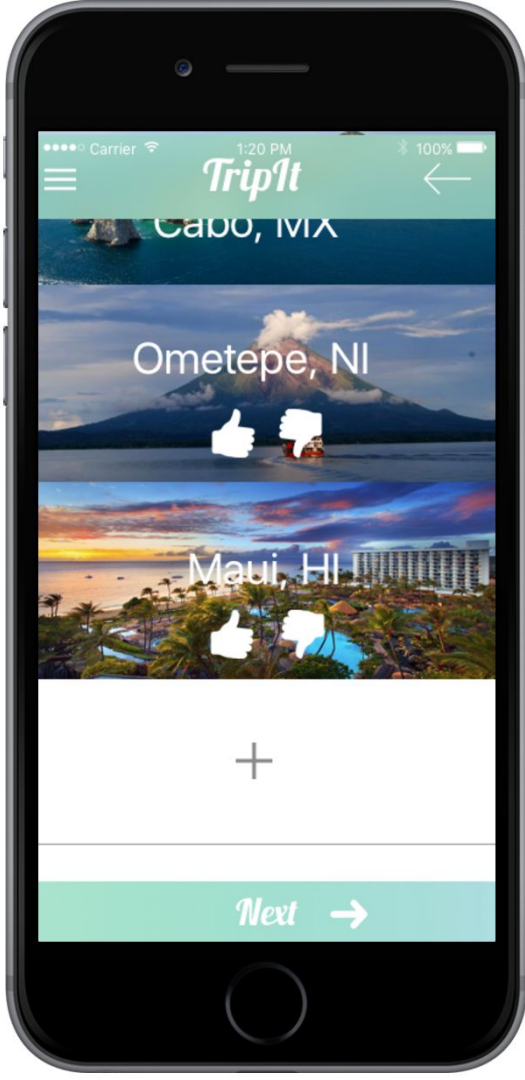 Carrier 1:20 PM 100%
TripIt
Cabo, MX
Ometepe, NI
Maui, HI
Next